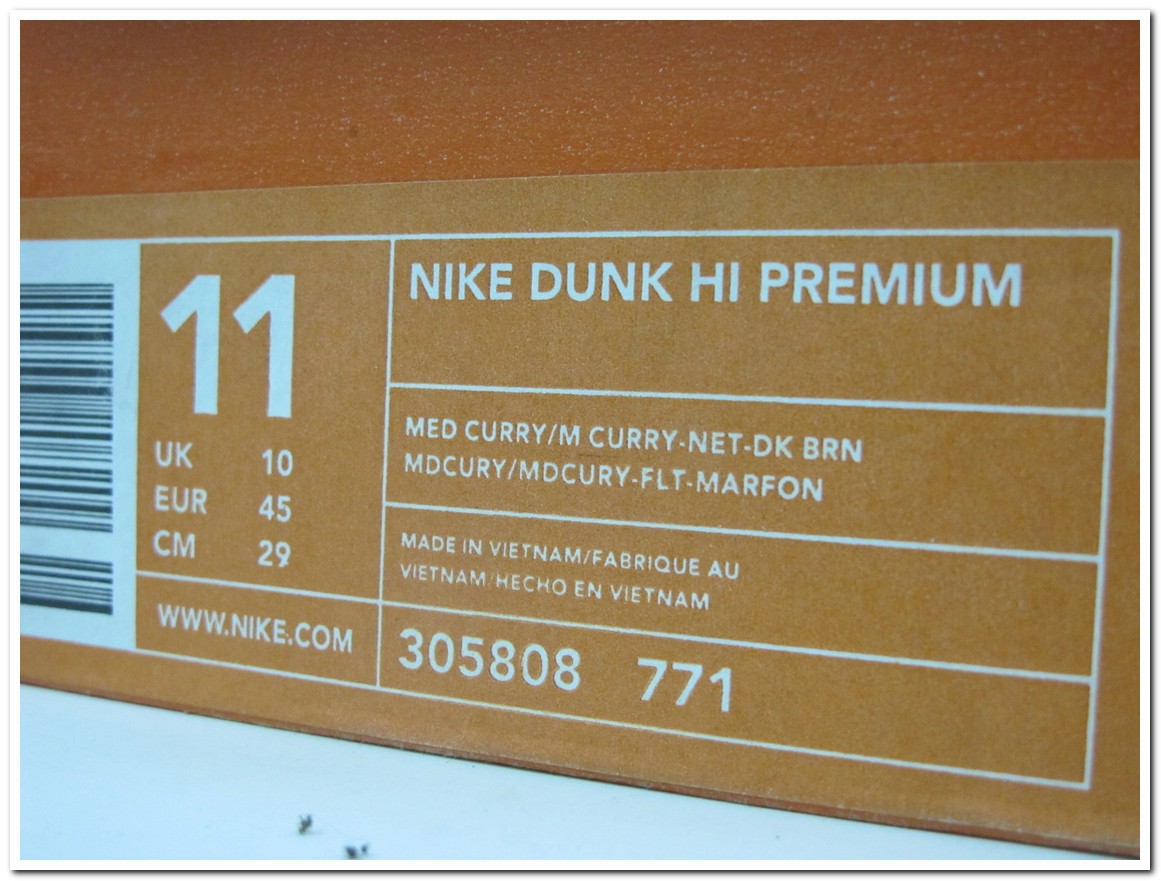 11
UK 10
EUR 45
CM 29
WWW.NIKE.COM
NIKE DUNK HI PREMIUM
MED CURRY/M CURRY-NET-DK BRN
MDCURY/MDCURY-FLT-MARFON
MADE IN VIETNAM/FABRIQUE AU
VIETNAM/HECHO EN VIETNAM
305808 771